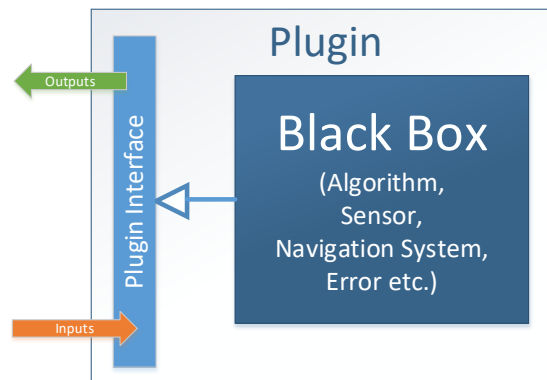 Plugin
Outputs
Plugin Interface
Black Box
(Algorithm,
Sensor,
Navigation System,
Error etc.)
Inputs